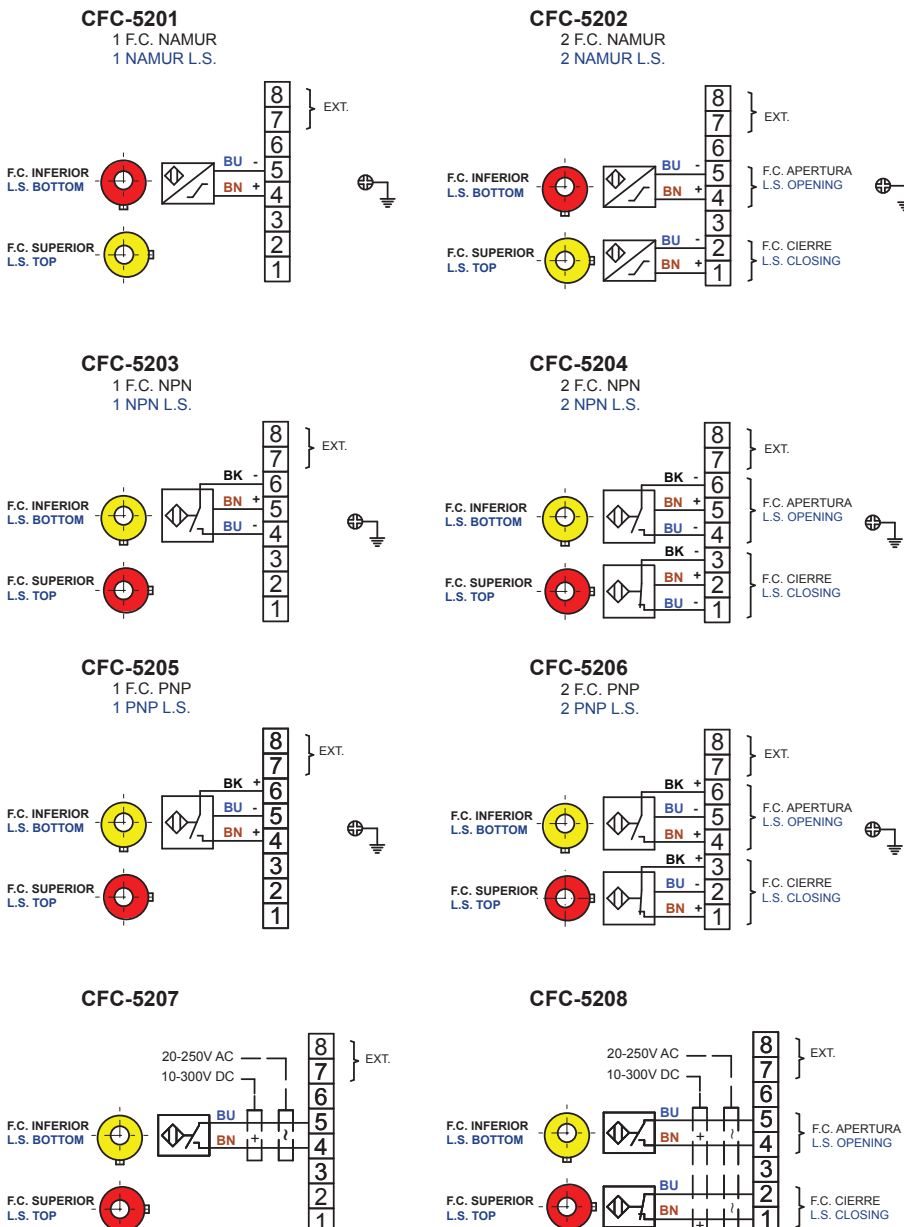 CFC-5201
1 F.C. NAMUR
1 NAMUR L.S.
8
7
EXT.
6
BU -
5
F.C. INFERIOR
L.S. BOTTOM
BN +
4
3
F.C. SUPERIOR
L.S. TOP
2
1
CFC-5202
2 F.C. NAMUR
2 NAMUR L.S.
8
7
EXT.
6
BU -
5
F.C. APERTURA
L.S. OPENING
F.C. INFERIOR
L.S. BOTTOM
BN +
4
3
BU -
2
F.C. CIERRE
L.S. CLOSING
F.C. SUPERIOR
L.S. TOP
BN +
1
CFC-5203
1 F.C. NPN
1 NPN L.S.
8
EXT.
7
BK -
6
F.C. INFERIOR
L.S. BOTTOM
BN +
5
BU -
4
3
F.C. SUPERIOR
L.S. TOP
2
1
CFC-5204
2 F.C. NPN
2 NPN L.S.
8
EXT.
7
BK -
6
F.C. INFERIOR
L.S. BOTTOM
BN +
5
F.C. APERTURA
L.S. OPENING
BU -
4
BK -
3
F.C. SUPERIOR
L.S. TOP
BN +
2
F.C. CIERRE
L.S. CLOSING
BU -
1
CFC-5205
1 F.C. PNP
1 PNP L.S.
8
EXT.
7
BK +
6
F.C. INFERIOR
L.S. BOTTOM
BU -
5
BN +
4
3
F.C. SUPERIOR
L.S. TOP
2
1
CFC-5206
2 F.C. PNP
2 PNP L.S.
8
EXT.
7
BK +
6
F.C. INFERIOR
L.S. BOTTOM
BU -
5
F.C. APERTURA
L.S. OPENING
BN +
4
BK +
3
F.C. SUPERIOR
L.S. TOP
BU -
2
F.C. CIERRE
L.S. CLOSING
BN +
1
CFC-5207
20-250V AC
10-300V DC
8
EXT.
7
6
BU
5
F.C. INFERIOR
L.S. BOTTOM
BN + ~
4
3
F.C. SUPERIOR
L.S. TOP
2
1
CFC-5208
20-250V AC
10-300V DC
8
EXT.
7
6
BU
5
F.C. INFERIOR
L.S. BOTTOM
BN + ~
4
F.C. APERTURA
L.S. OPENING
3
BU
2
F.C. SUPERIOR
L.S. TOP
BN + ~
1
F.C. CIERRE
L.S. CLOSING